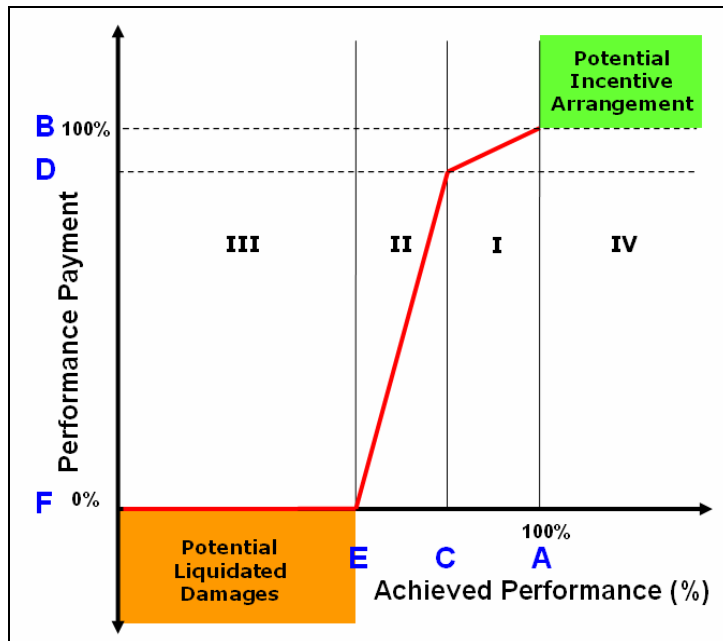 Potential
Incentive
Arrangement
B 100%
D
Performance Payment
III II I IV
F 0%
100%
E C A
Potential
Liquidated
Damages
Achieved Performance (%)